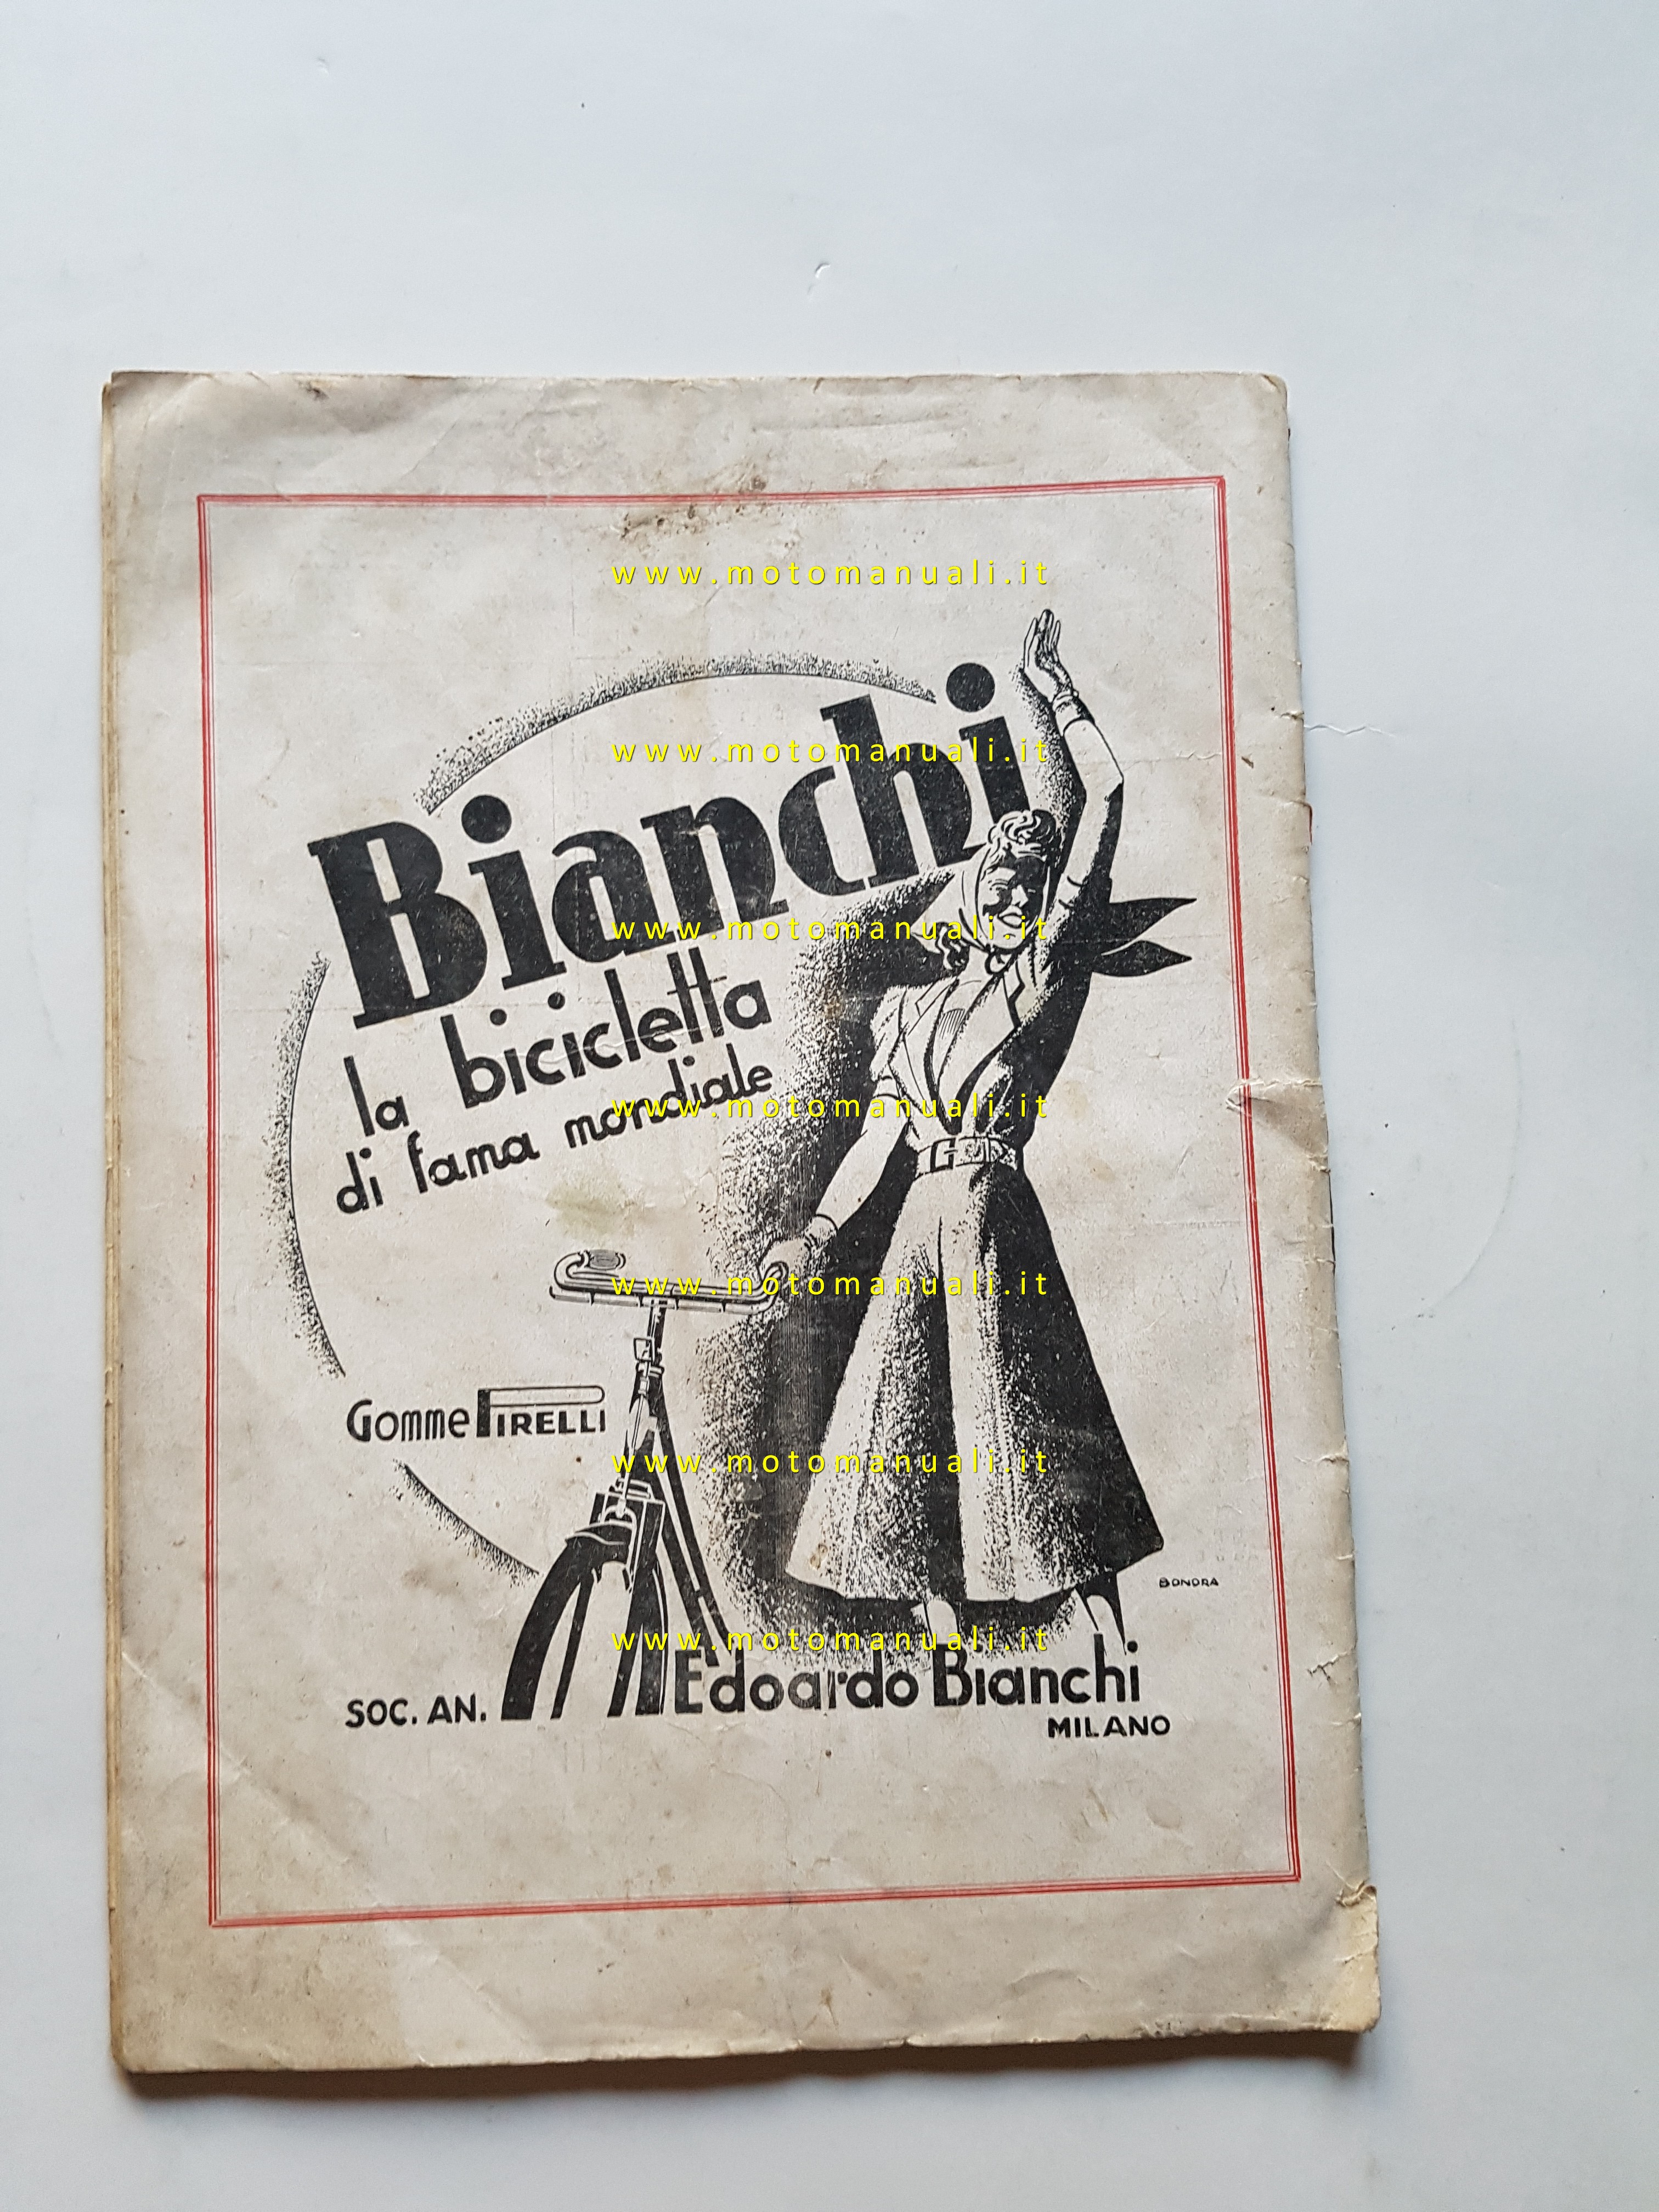 www.motomanuali.it
Bianchi
www.motomanuali.it
www.motomanuali.it
la bicicletta
di fama mondiale
www.motomanuali.it
www.motomanuali.it
Gomme PIRELLI
www.motomanuali.it
BONORA
www.motomanuali.it
SOC. AN. Edoardo Bianchi
MILANO